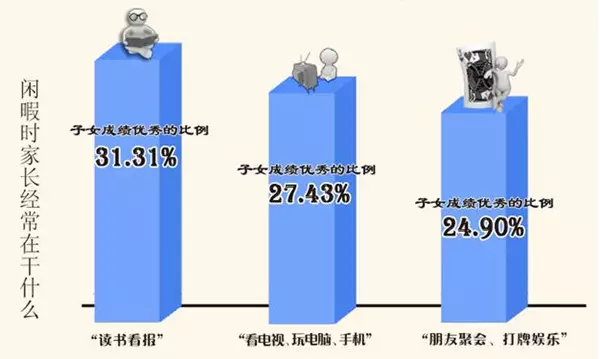 闲暇时家长经常在干什么
子女成绩优秀的比例
31.31%
子女成绩优秀的比例
27.43%
子女成绩优秀的比例
24.90%
“读书看报”
“看电视、玩电脑、手机”
“朋友聚会、打牌娱乐”